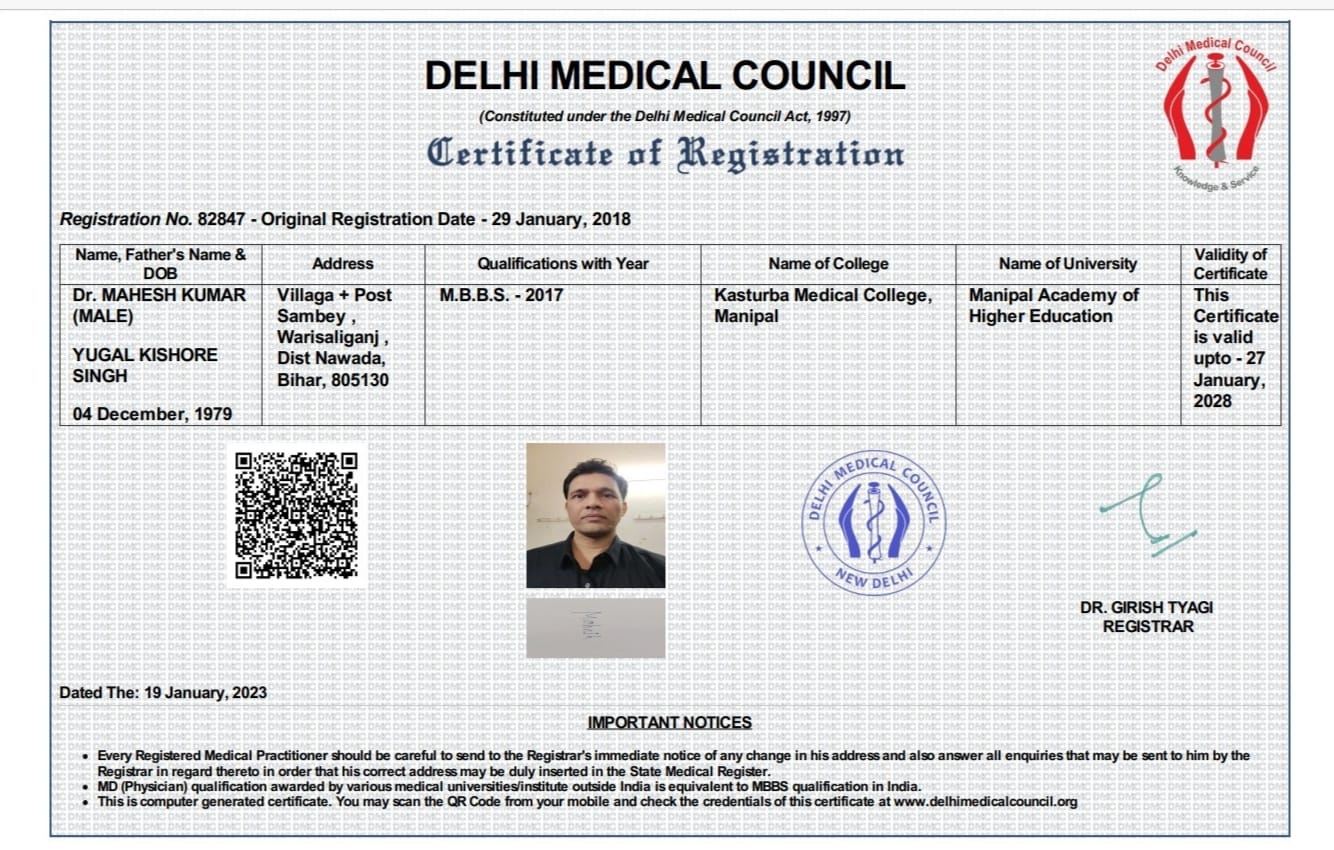 DELHI MEDICAL COUNCIL
(Constituted under the Delhi Medical Council Act, 1997)
Certificate of Registration
Delhi Medical Council
Knowledge & Service
Registration No. 82847 - Original Registration Date - 29 January, 2018
Name, Father's Name &
DOB
Address
Qualifications with Year
Name of College
Name of University
Validity of
Certificate
Dr. MAHESH KUMAR
(MALE)
YUGAL KISHORE
SINGH
04 December, 1979
Villaga + Post
Sambey ,
Warisaliganj ,
Dist Nawada,
Bihar, 805130
M.B.B.S. - 2017
Kasturba Medical College,
Manipal
Manipal Academy of
Higher Education
This
Certificate
is valid
upto - 27
January,
2028
DELHI MEDICAL COUNCIL
NEW DELHI
DR. GIRISH TYAGI
REGISTRAR
Dated The: 19 January, 2023
IMPORTANT NOTICES
• Every Registered Medical Practitioner should be careful to send to the Registrar's immediate notice of any change in his address and also answer all enquiries that may be sent to him by the
Registrar in regard thereto in order that his correct address may be duly inserted in the State Medical Register.
• MD (Physician) qualification awarded by various medical universities/institute outside India is equivalent to MBBS qualification in India.
• This is computer generated certificate. You may scan the QR Code from your mobile and check the credentials of this certificate at www.delhimedicalcouncil.org